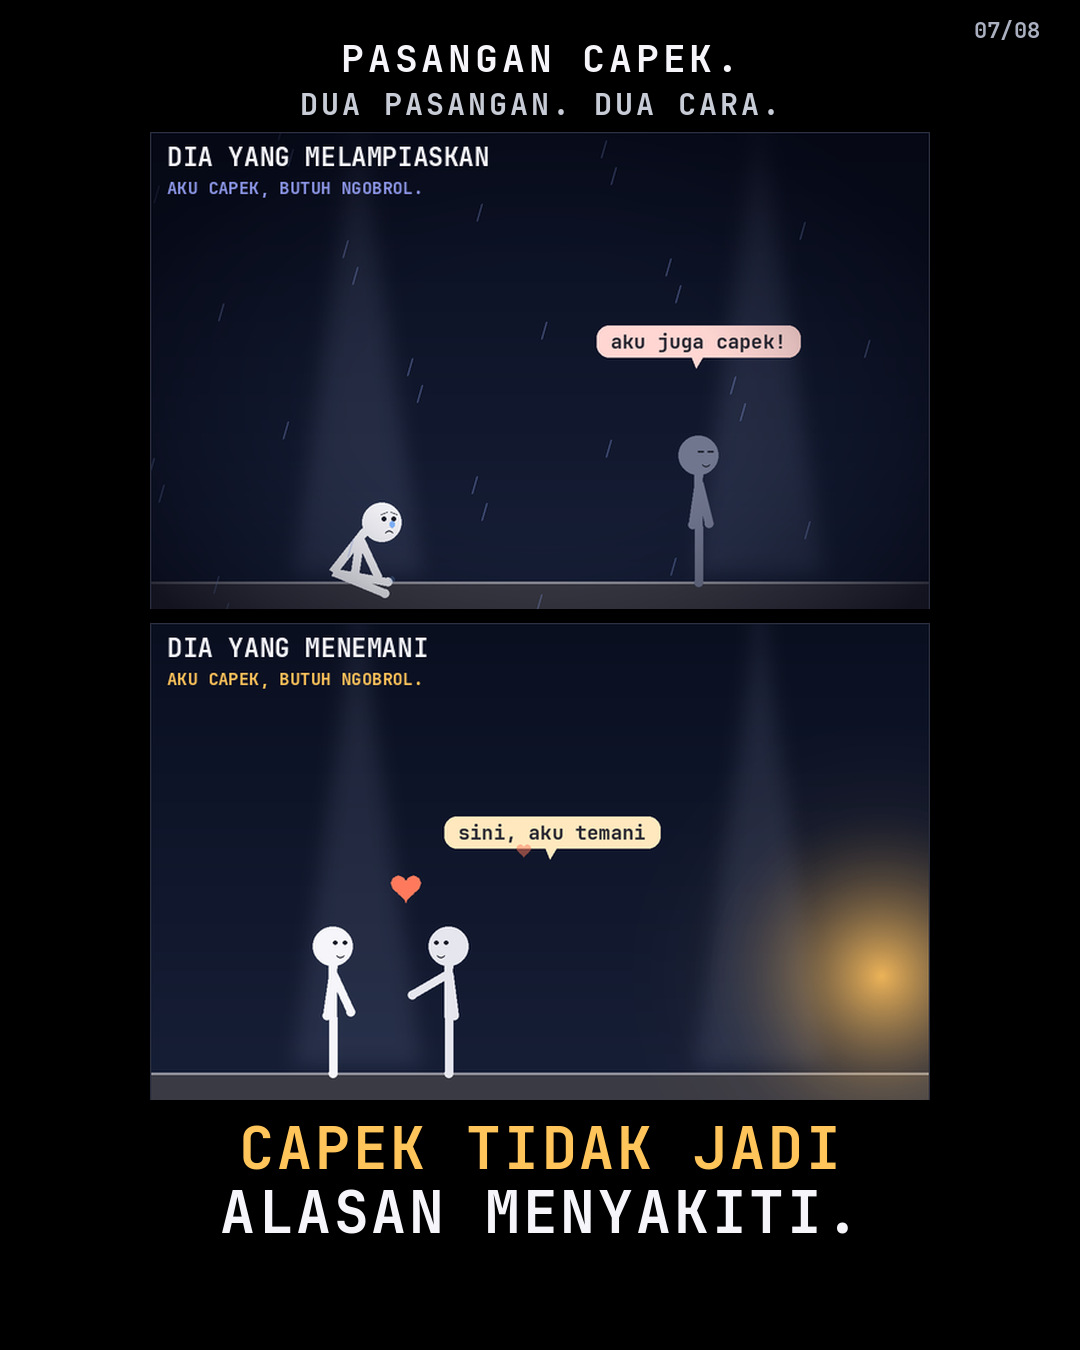 07/08
PASANGAN CAPEK.
DUA PASANGAN. DUA CARA.
DIA YANG MELAMPIASKAN
AKU CAPEK, BUTUH NGOBROL.
aku juga capek!
DIA YANG MENEMANI
AKU CAPEK, BUTUH NGOBROL.
sini, aku temani
CAPEK TIDAK JADI
ALASAN MENYAKITI.